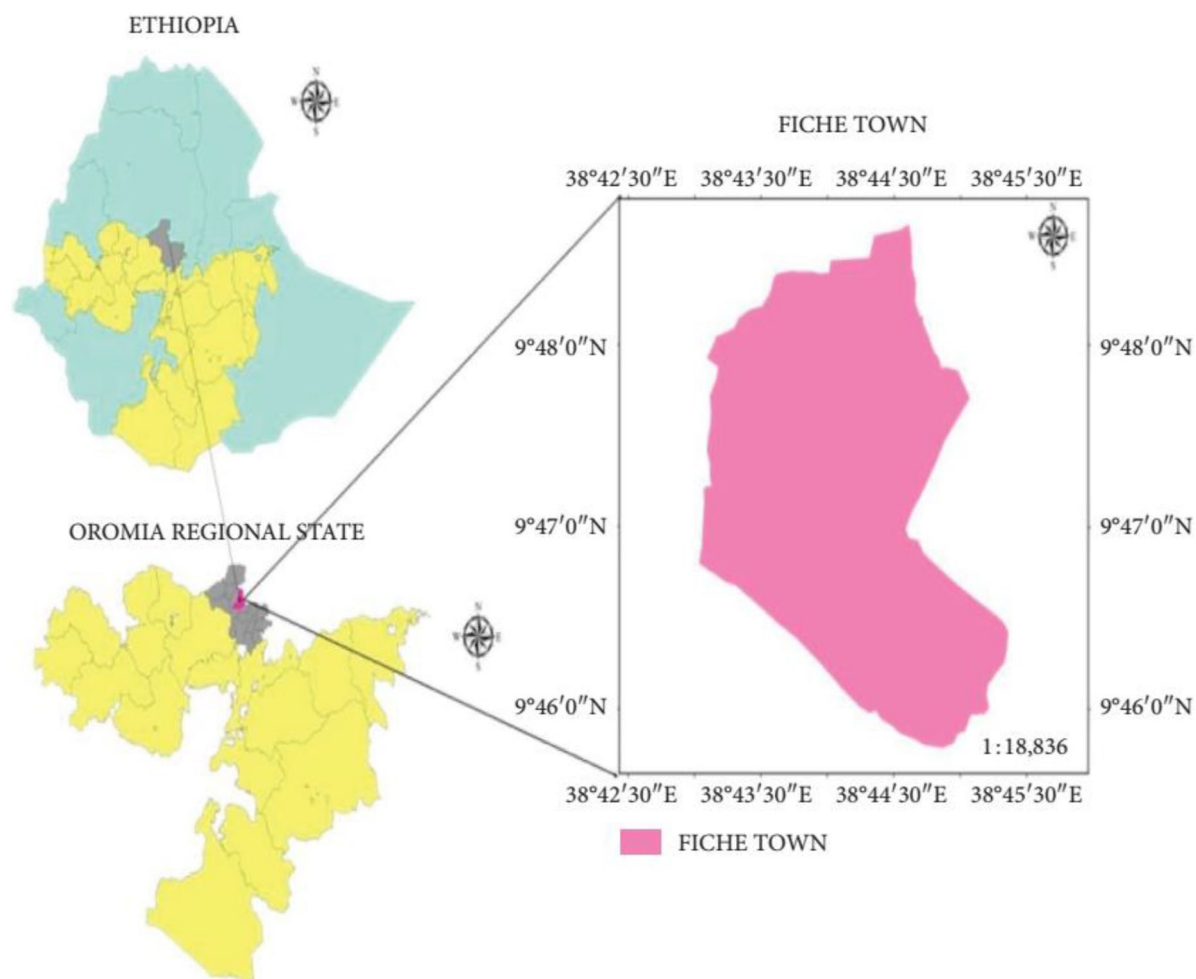 ETHIOPIA
N
W E
S
FICHE TOWN
38°42′30″E 38°43′30″E 38°44′30″E 38°45′30″E
N
W E
S
9°48′0″N 9°48′0″N
9°47′0″N 9°47′0″N
OROMIA REGIONAL STATE
N
W E
S
9°46′0″N 9°46′0″N
1:18,836
38°42′30″E 38°43′30″E 38°44′30″E 38°45′30″E
FICHE TOWN